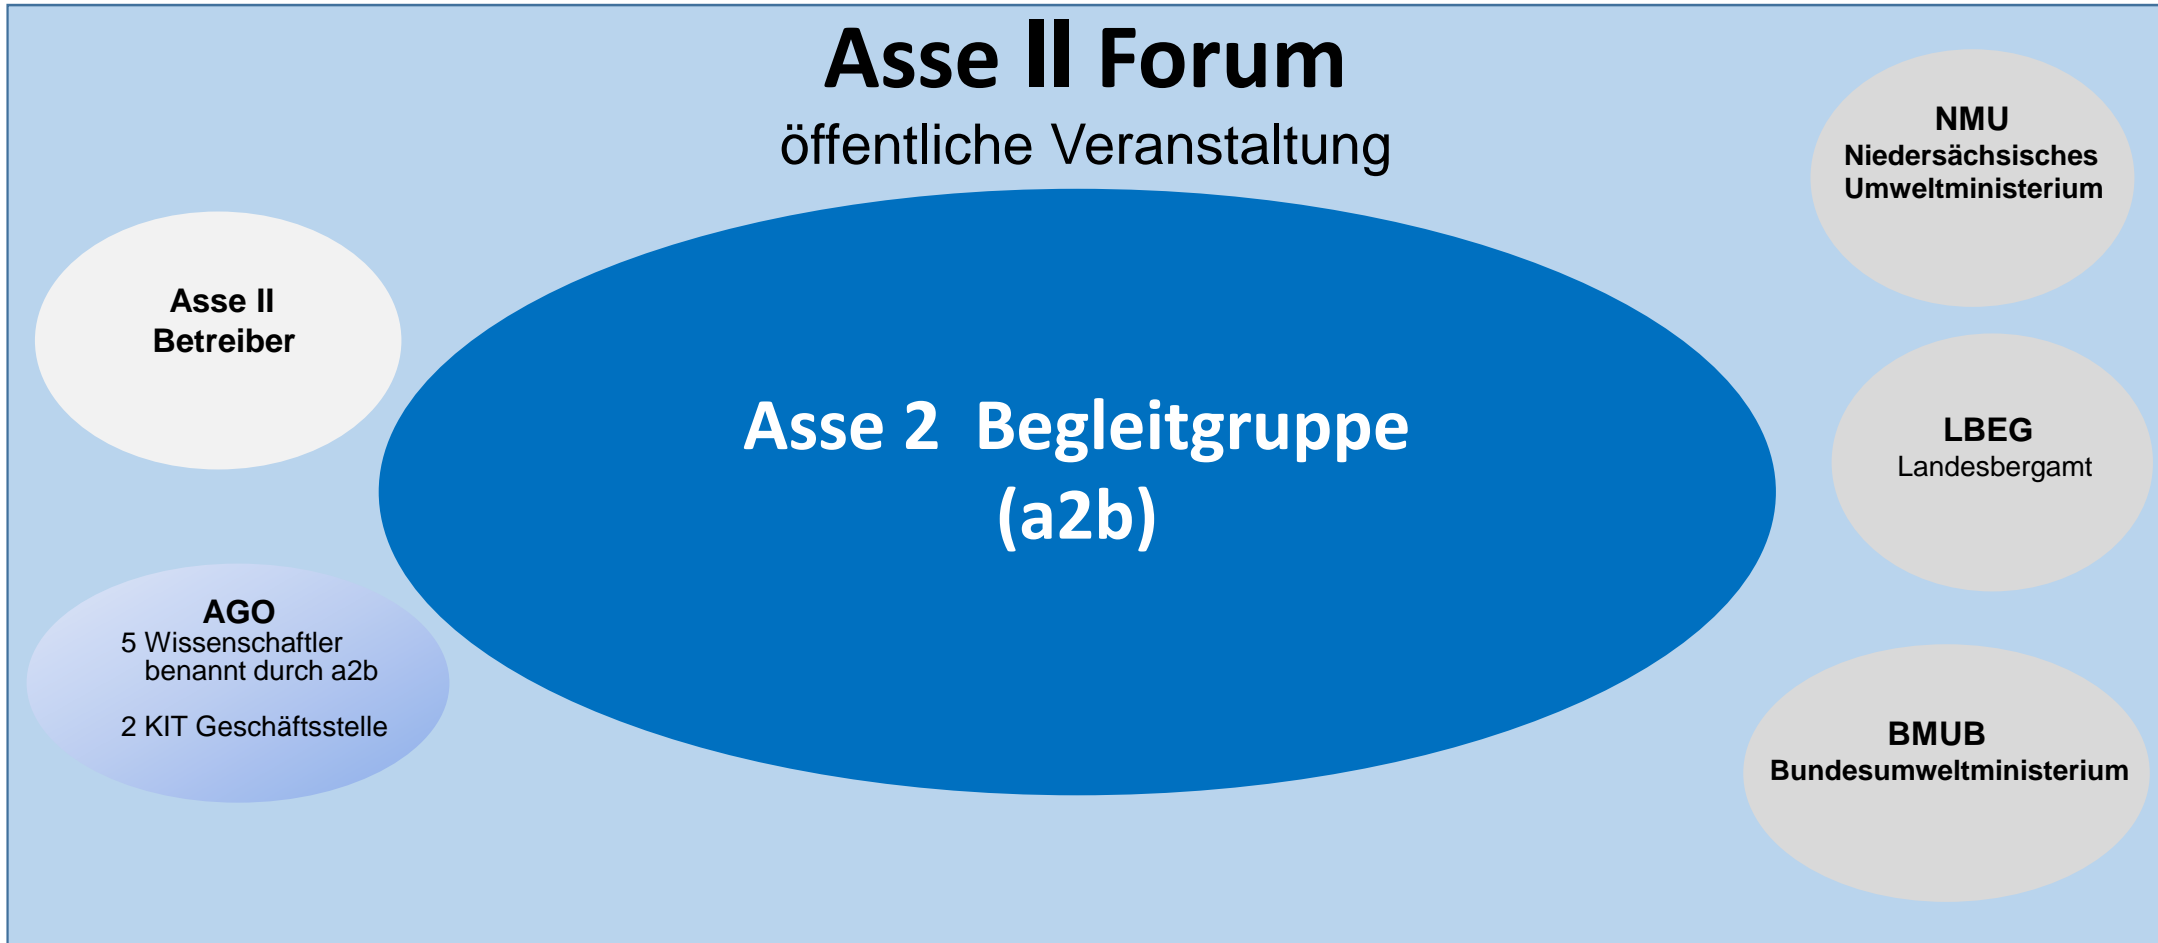 Asse II Forum
öffentliche Veranstaltung
Asse II
Betreiber
AGO
5 Wissenschaftler
benannt durch a2b
2 KIT Geschäftsstelle
Asse 2 Begleitgruppe
(a2b)
NMU
Niedersächsisches
Umweltministerium
LBEG
Landesbergamt
BMUB
Bundesumweltministerium